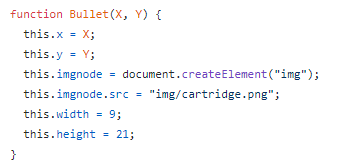 function Bullet(X, Y) {
  this.x = X;
  this.y = Y;
  this.imgnode = document.createElement("img");
  this.imgnode.src = "img/cartridge.png";
  this.width = 9;
  this.height = 21;
}